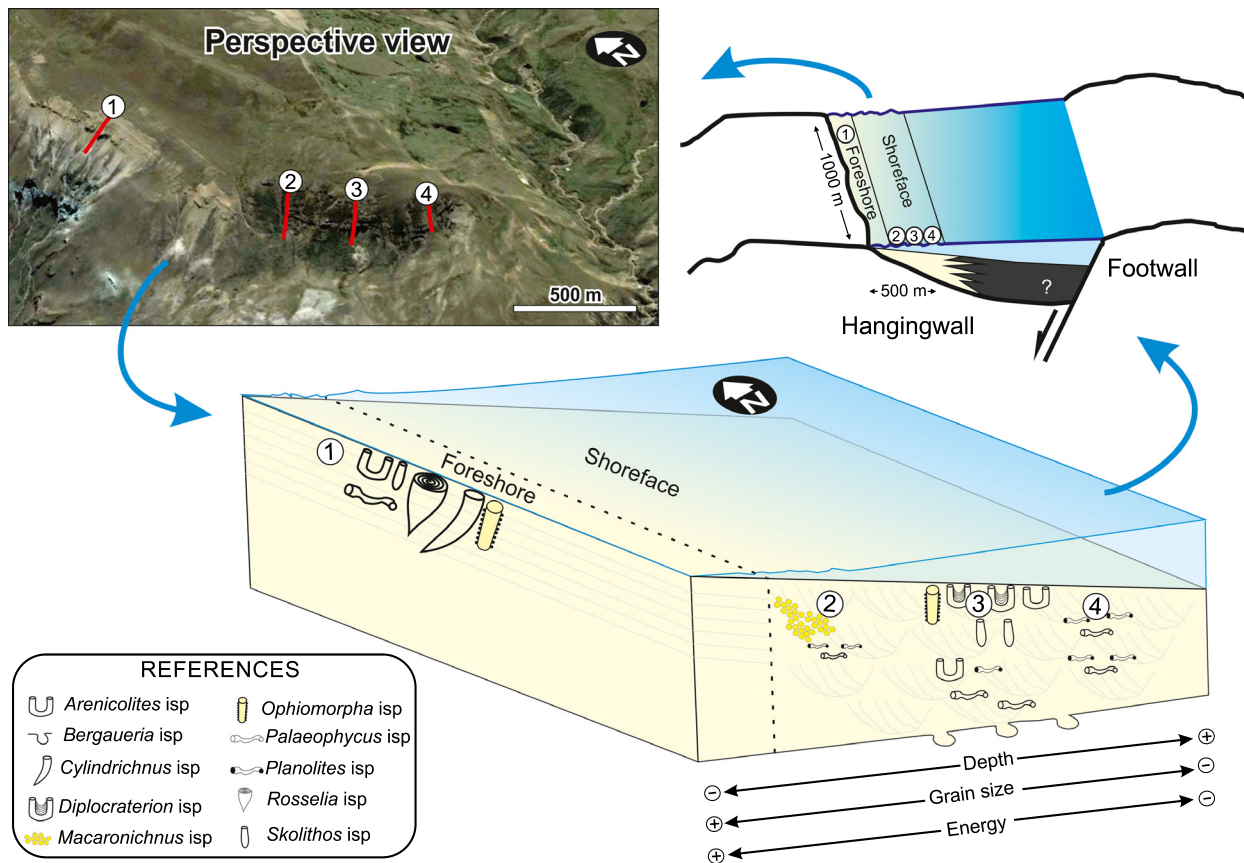 Perspective view
N
1
2
3
4
500 m
1
Foreshore
Shoreface
1000 m
2 3 4
500 m
?
Footwall
Hangingwall
N
1
Foreshore
Shoreface
2
3
4
Depth
Grain size
Energy
- +
+ -
+ -
REFERENCES
Arenicolites isp
Bergaueria isp
Cylindrichnus isp
Diplocraterion isp
Macaronichnus isp
Ophiomorpha isp
Palaeophycus isp
Planolites isp
Rosselia isp
Skolithos isp